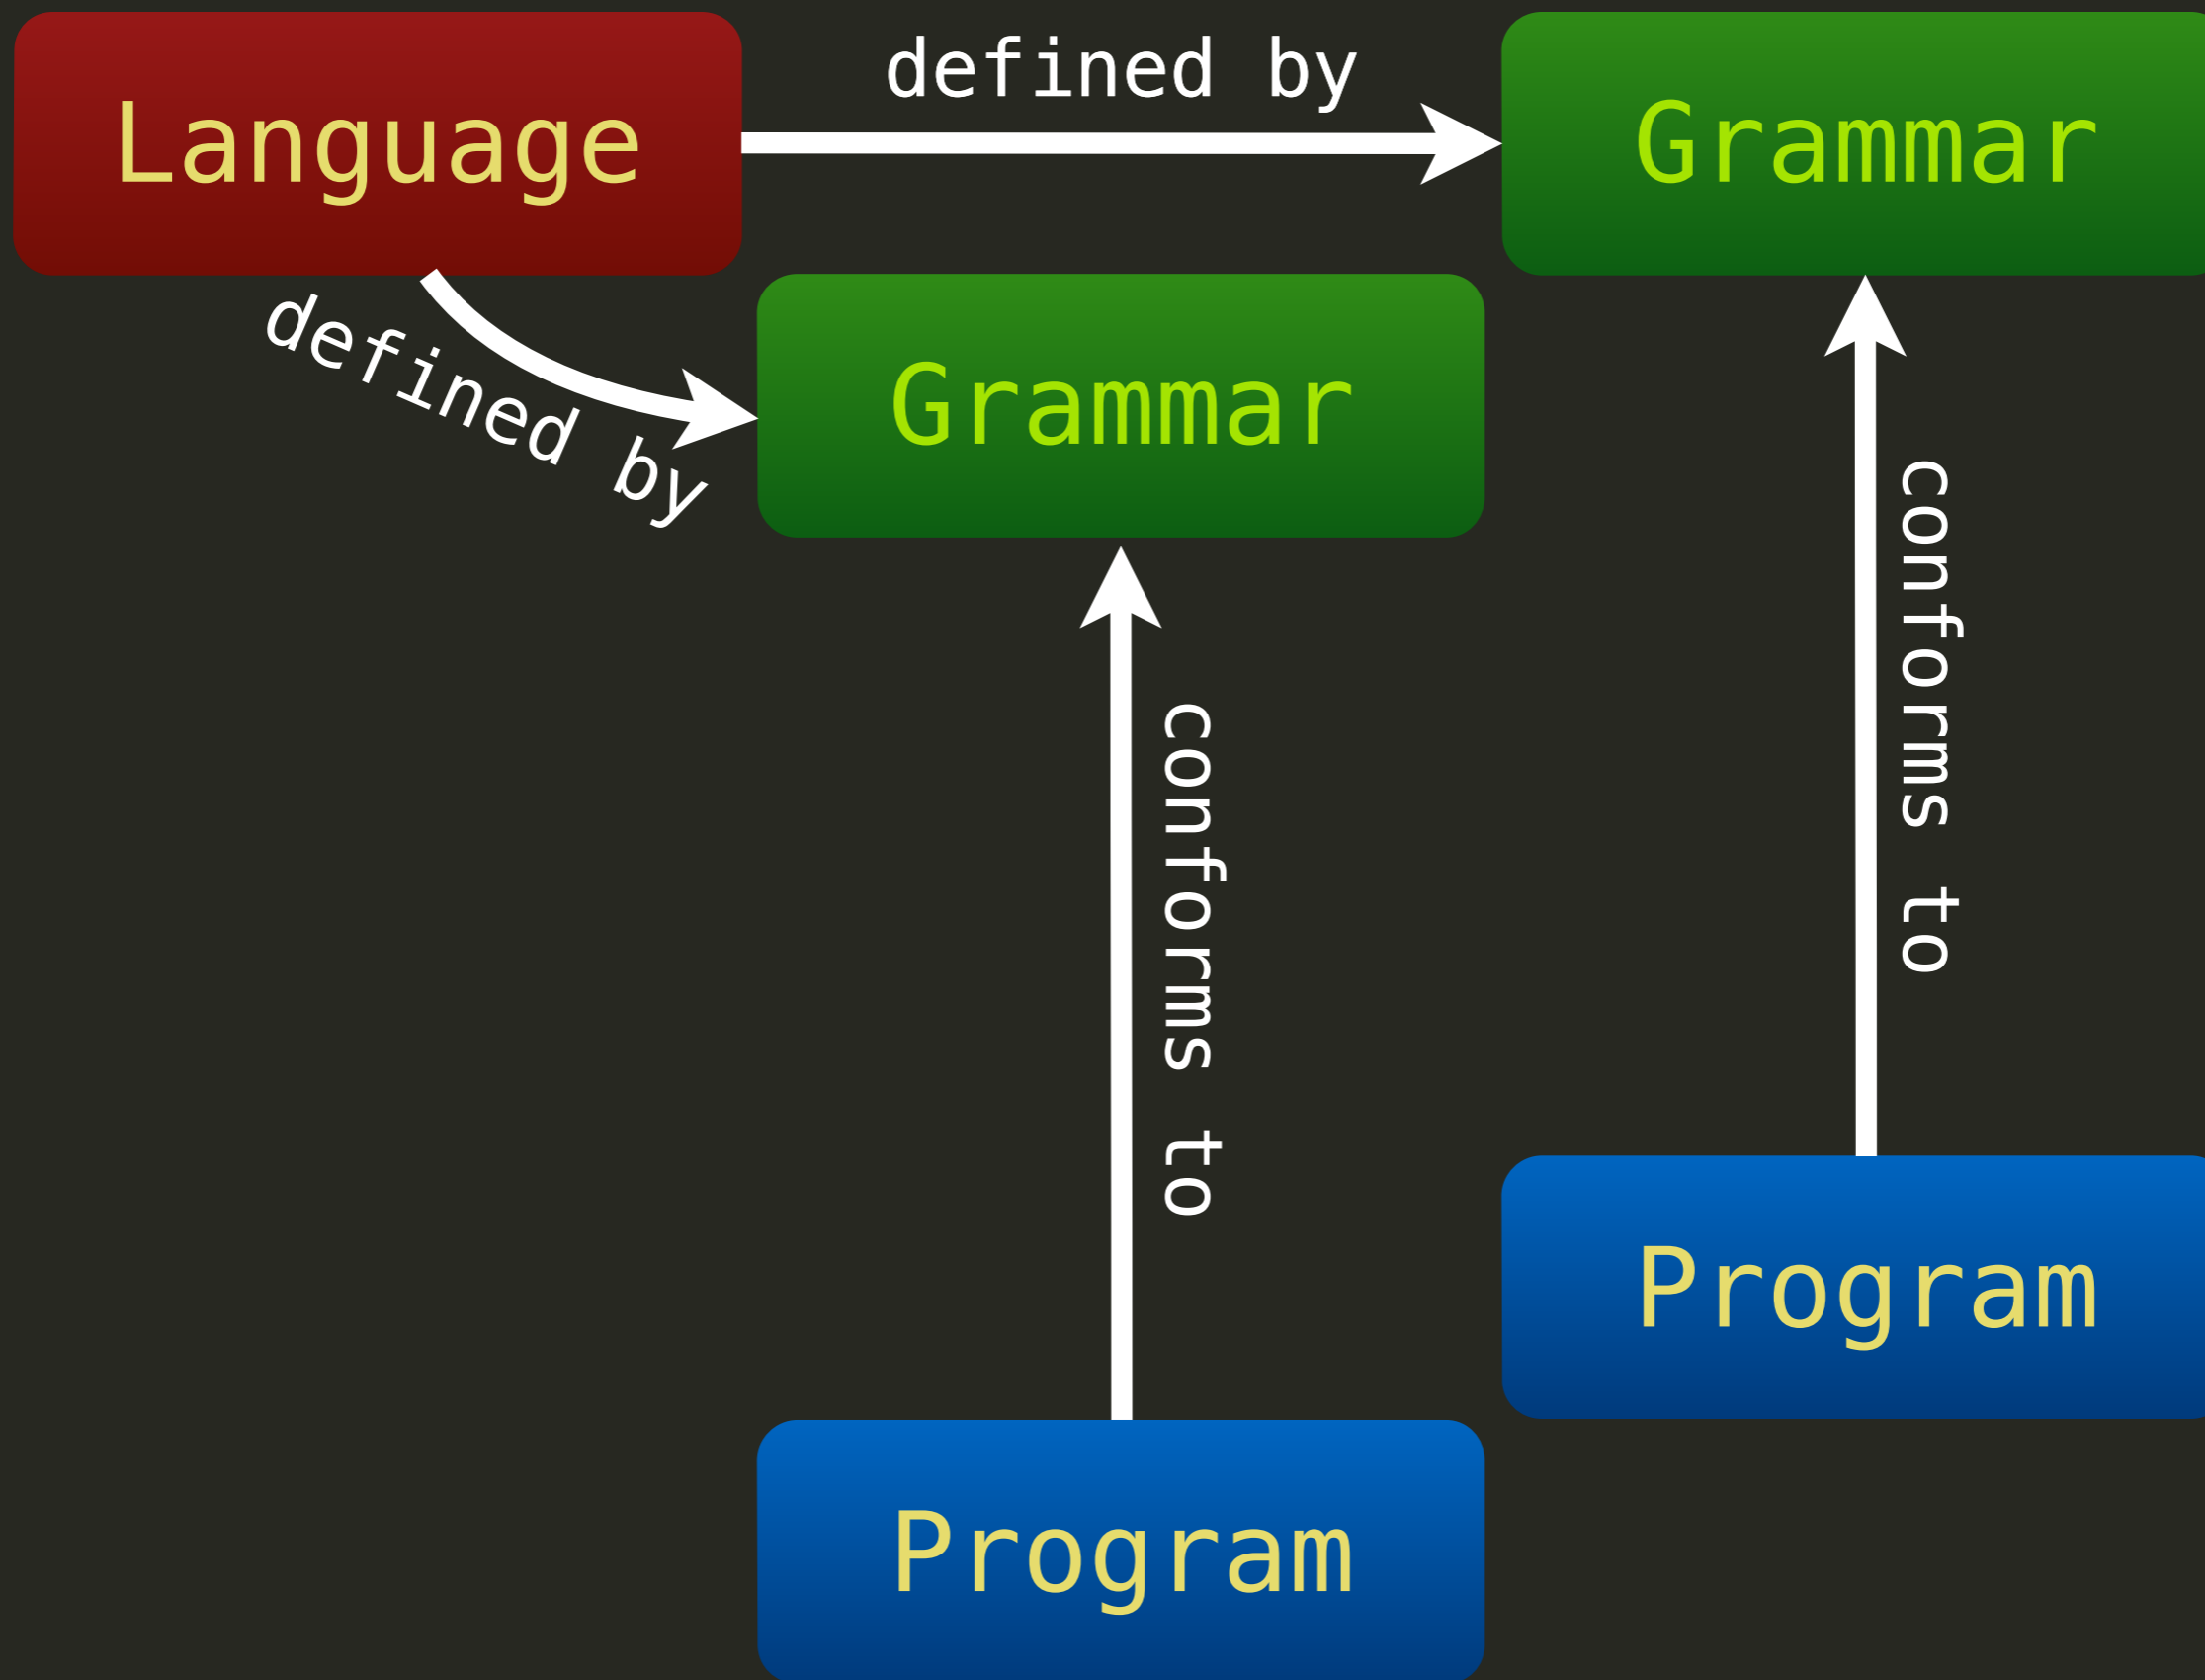 Language
defined by
Grammar
defined by
Grammar
conforms to
conforms to
Program
Program